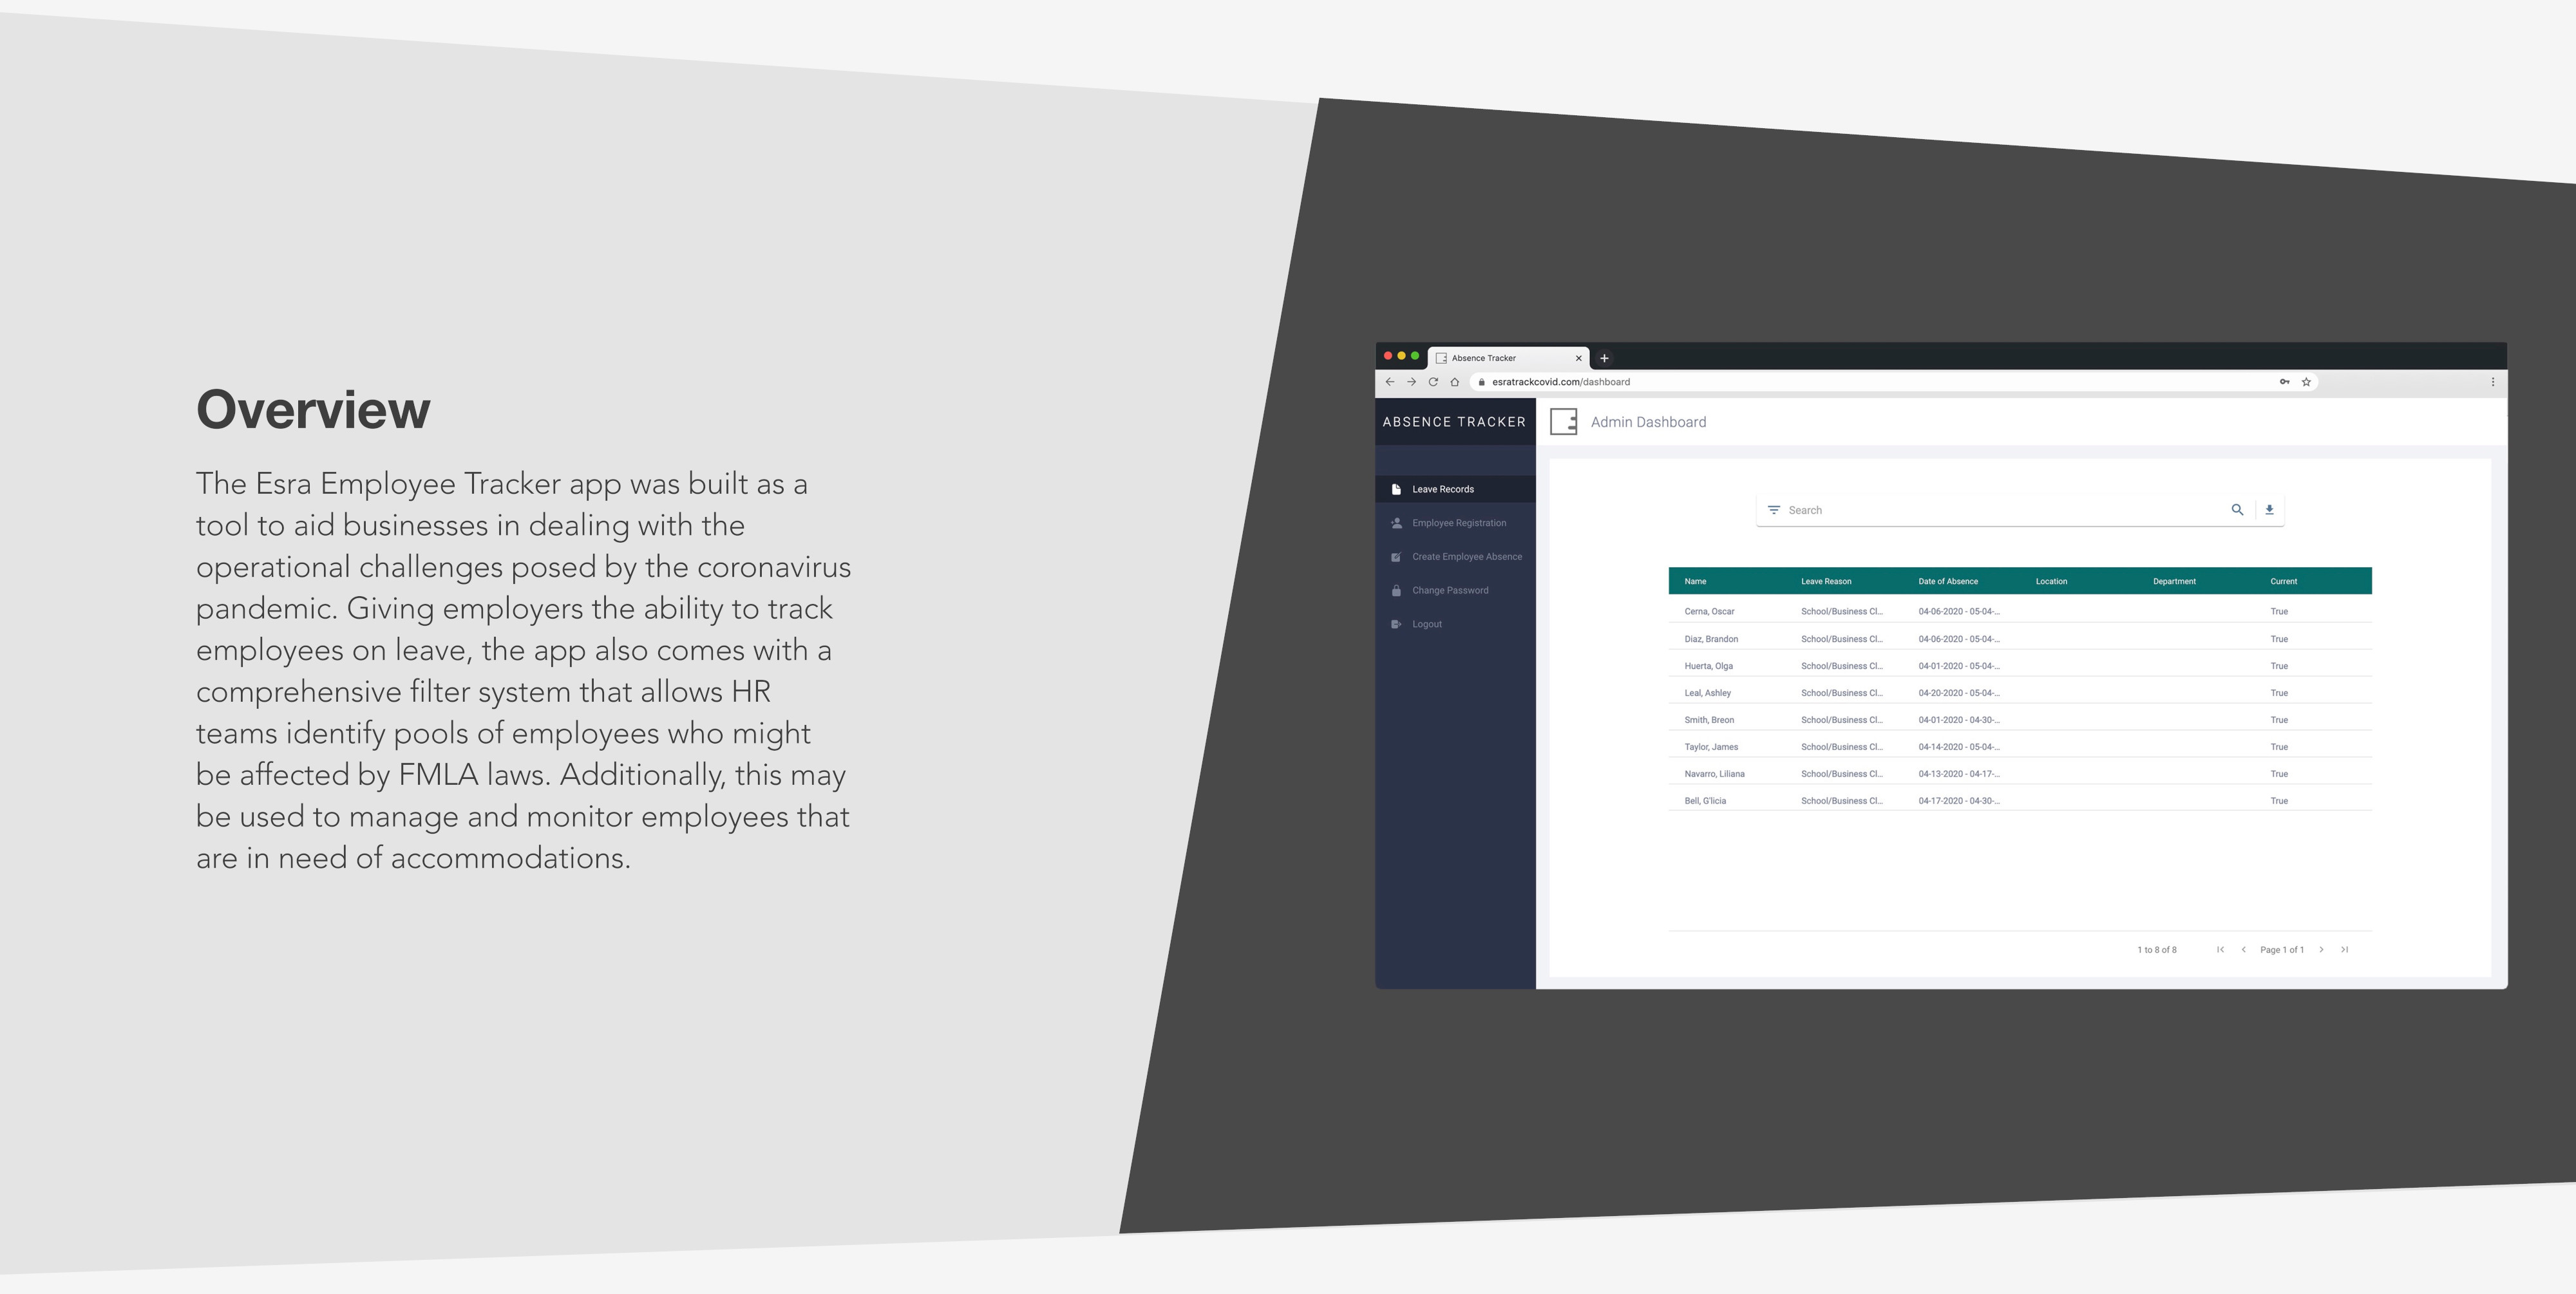 Overview
The Esra Employee Tracker app was built as a
tool to aid businesses in dealing with the
operational challenges posed by the coronavirus
pandemic. Giving employers the ability to track
employees on leave, the app also comes with a
comprehensive filter system that allows HR
teams identify pools of employees who might
be affected by FMLA laws. Additionally, this may
be used to manage and monitor employees that
are in need of accommodations.
Absence Tracker
esratrackcovid.com/dashboard
ABSENCE TRACKER
Admin Dashboard
Leave Records
Employee Registration
Create Employee Absence
Change Password
Logout
Search
Name Leave Reason Date of Absence Location Department Current
Cerna, Oscar School/Business Cl... 04-06-2020 - 05-04-... True
Diaz, Brandon School/Business Cl... 04-06-2020 - 05-04-... True
Huerta, Olga School/Business Cl... 04-01-2020 - 05-04-... True
Leal, Ashley School/Business Cl... 04-20-2020 - 05-04-... True
Smith, Breon School/Business Cl... 04-01-2020 - 04-30-... True
Taylor, James School/Business Cl... 04-14-2020 - 05-04-... True
Navarro, Liliana School/Business Cl... 04-13-2020 - 04-17-... True
Bell, G'licia School/Business Cl... 04-17-2020 - 04-30-... True
1 to 8 of 8 Page 1 of 1